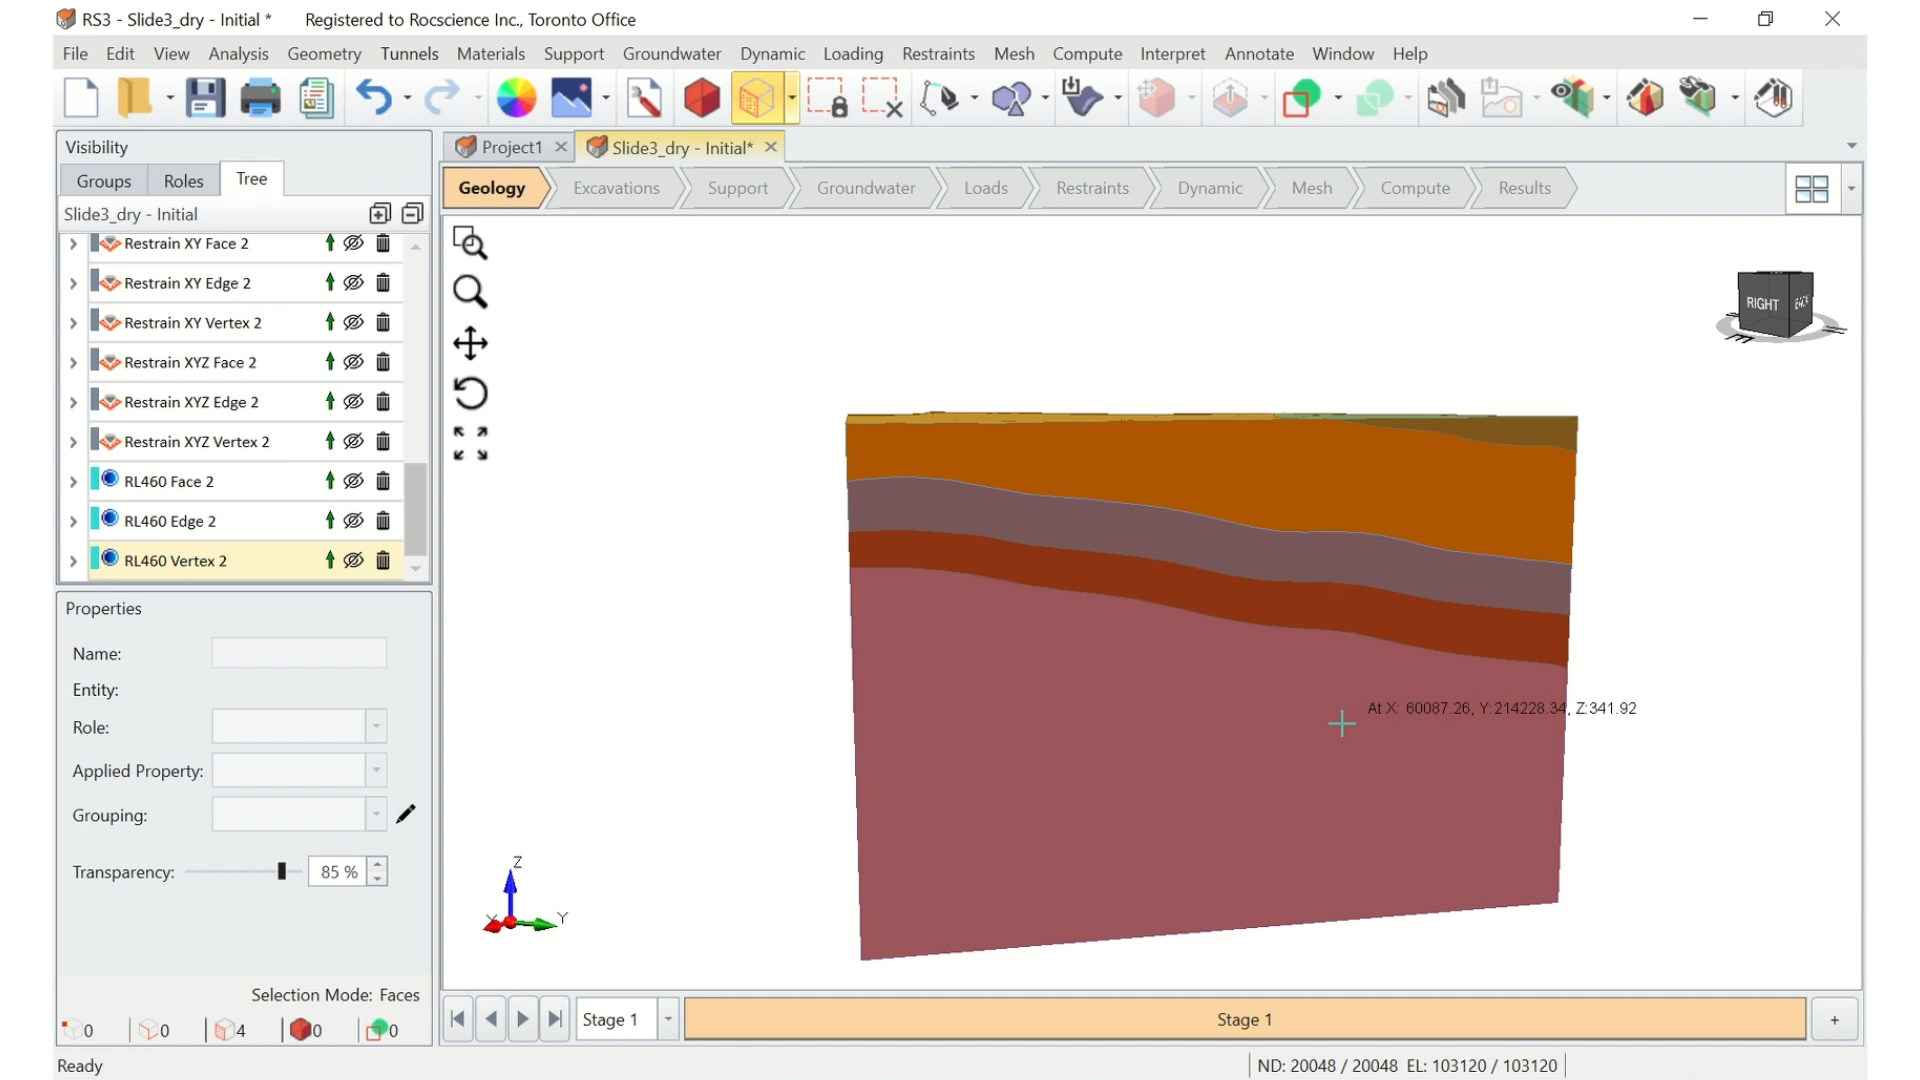 RS3 - Slide3_dry - Initial * Registered to Rocscience Inc., Toronto Office
File Edit View Analysis Geometry Tunnels Materials Support Groundwater Dynamic Loading Restraints Mesh Compute Interpret Annotate Window Help
Visibility
Project1 Slide3_dry - Initial*
Groups Roles Tree
Geology Excavations Support Groundwater Loads Restraints Dynamic Mesh Compute Results
Slide3_dry - Initial
Restrain XY Face 2
Restrain XY Edge 2
Restrain XY Vertex 2
Restrain XYZ Face 2
Restrain XYZ Edge 2
Restrain XYZ Vertex 2
RL460 Face 2
RL460 Edge 2
RL460 Vertex 2
RIGHT BACK
At X: 60087.26, Y:214228.34, Z:341.92
Properties
Name:
Entity:
Role:
Applied Property:
Grouping:
Transparency: 85 %
Z
X Y
Selection Mode: Faces
0 0 4 0 0
Stage 1 Stage 1 +
Ready ND: 20048 / 20048 EL: 103120 / 103120